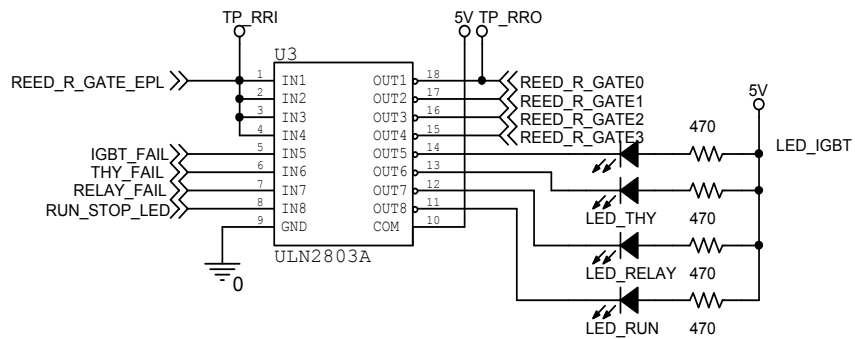 TP_RRI
5V TP_RRO
U3
REED_R_GATE_EPL
1 IN1 OUT1 18 REED_R_GATE0
2 IN2 OUT2 17 REED_R_GATE1
3 IN3 OUT3 16 REED_R_GATE2
4 IN4 OUT4 15 REED_R_GATE3
IGBT_FAIL 5 IN5 OUT5 14
THY_FAIL 6 IN6 OUT6 13
RELAY_FAIL 7 IN7 OUT7 12
RUN_STOP_LED 8 IN8 OUT8 11
9 GND COM 10
ULN2803A
0
5V
470 LED_IGBT
LED_THY 470
LED_RELAY 470
LED_RUN 470